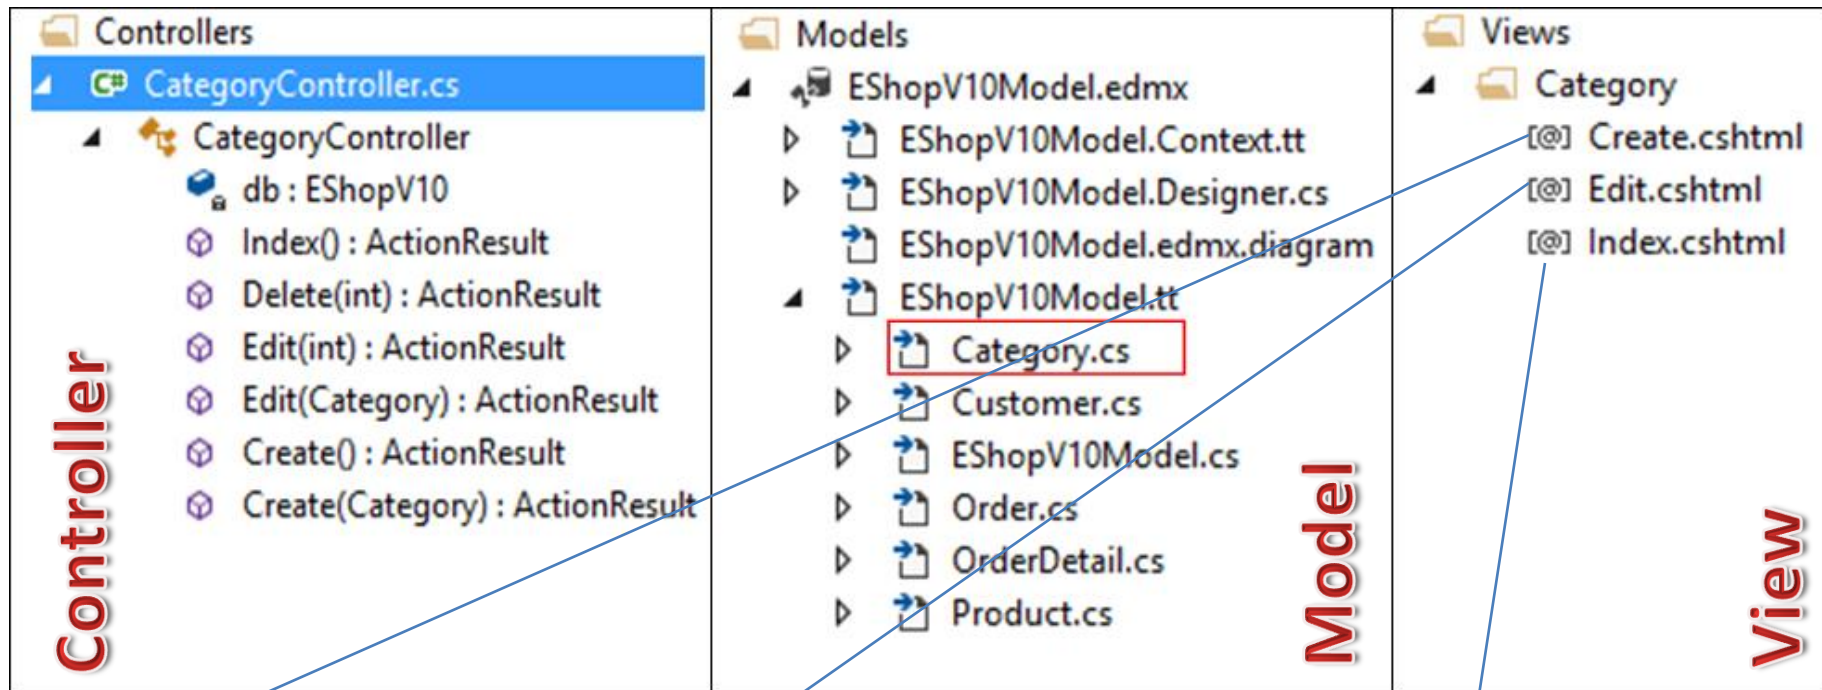 Controllers
CategoryController.cs
CategoryController
db : EShopV10
Index() : ActionResult
Delete(int) : ActionResult
Edit(int) : ActionResult
Edit(Category) : ActionResult
Create() : ActionResult
Create(Category) : ActionResult
Controller
Models
EShopV10Model.edmx
EShopV10Model.Context.tt
EShopV10Model.Designer.cs
EShopV10Model.edmx.diagram
EShopV10Model.tt
Category.cs
Customer.cs
EShopV10Model.cs
Order.cs
OrderDetail.cs
Product.cs
Model
Views
Category
[@] Create.cshtml
[@] Edit.cshtml
[@] Index.cshtml
View